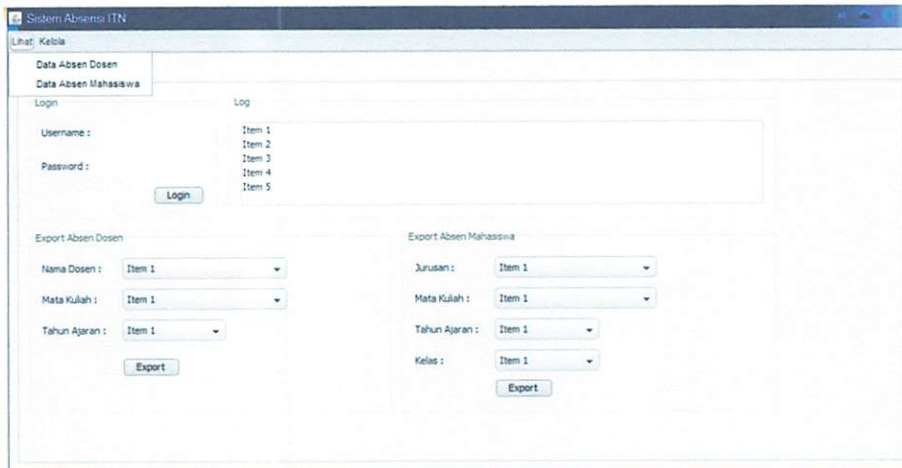 Sistem Absensi ITN
Lihat Kelola
Data Absen Dosen
Data Absen Mahasiswa
Login
Username :
Password :
Login
Log
Item 1
Item 2
Item 3
Item 4
Item 5
Export Absen Dosen
Nama Dosen : Item 1
Mata Kuliah : Item 1
Tahun Ajaran : Item 1
Export
Export Absen Mahasiswa
Jurusan : Item 1
Mata Kuliah : Item 1
Tahun Ajaran : Item 1
Kelas : Item 1
Export